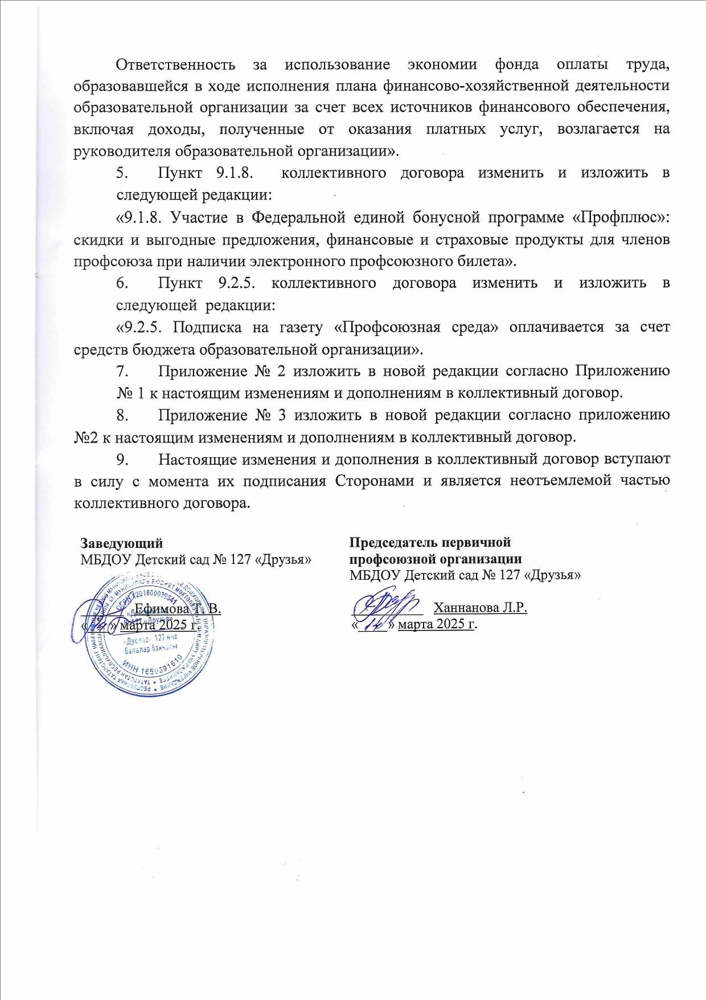 Ответственность за использование экономии фонда оплаты труда,
образовавшейся в ходе исполнения плана финансово-хозяйственной деятельности
образовательной организации за счет всех источников финансового обеспечения,
включая доходы, полученные от оказания платных услуг, возлагается на
руководителя образовательной организации».
5. Пункт 9.1.8. коллективного договора изменить и изложить в
следующей редакции:
«9.1.8. Участие в Федеральной единой бонусной программе «Профплюс»:
скидки и выгодные предложения, финансовые и страховые продукты для членов
профсоюза при наличии электронного профсоюзного билета».
6. Пункт 9.2.5. коллективного договора изменить и изложить в
следующей редакции:
«9.2.5. Подписка на газету «Профсоюзная среда» оплачивается за счет
средств бюджета образовательной организации».
7. Приложение № 2 изложить в новой редакции согласно Приложению
№ 1 к настоящим изменениям и дополнениям в коллективный договор.
8. Приложение № 3 изложить в новой редакции согласно приложению
№2 к настоящим изменениям и дополнениям в коллективный договор.
9. Настоящие изменения и дополнения в коллективный договор вступают
в силу с момента их подписания Сторонами и является неотъемлемой частью
коллективного договора.
Заведующий
МБДОУ Детский сад № 127 «Друзья»
Ефимова Т. В.
« » марта 2025 г.
Председатель первичной
профсоюзной организации
МБДОУ Детский сад № 127 «Друзья»
Ханнанова Л.Р.
«14» марта 2025 г.
ОГРН 1201600039541
№ 127 «Друзья»
«Дуслар» 127 нче
балалар бакчасы
ИНН 1650391610